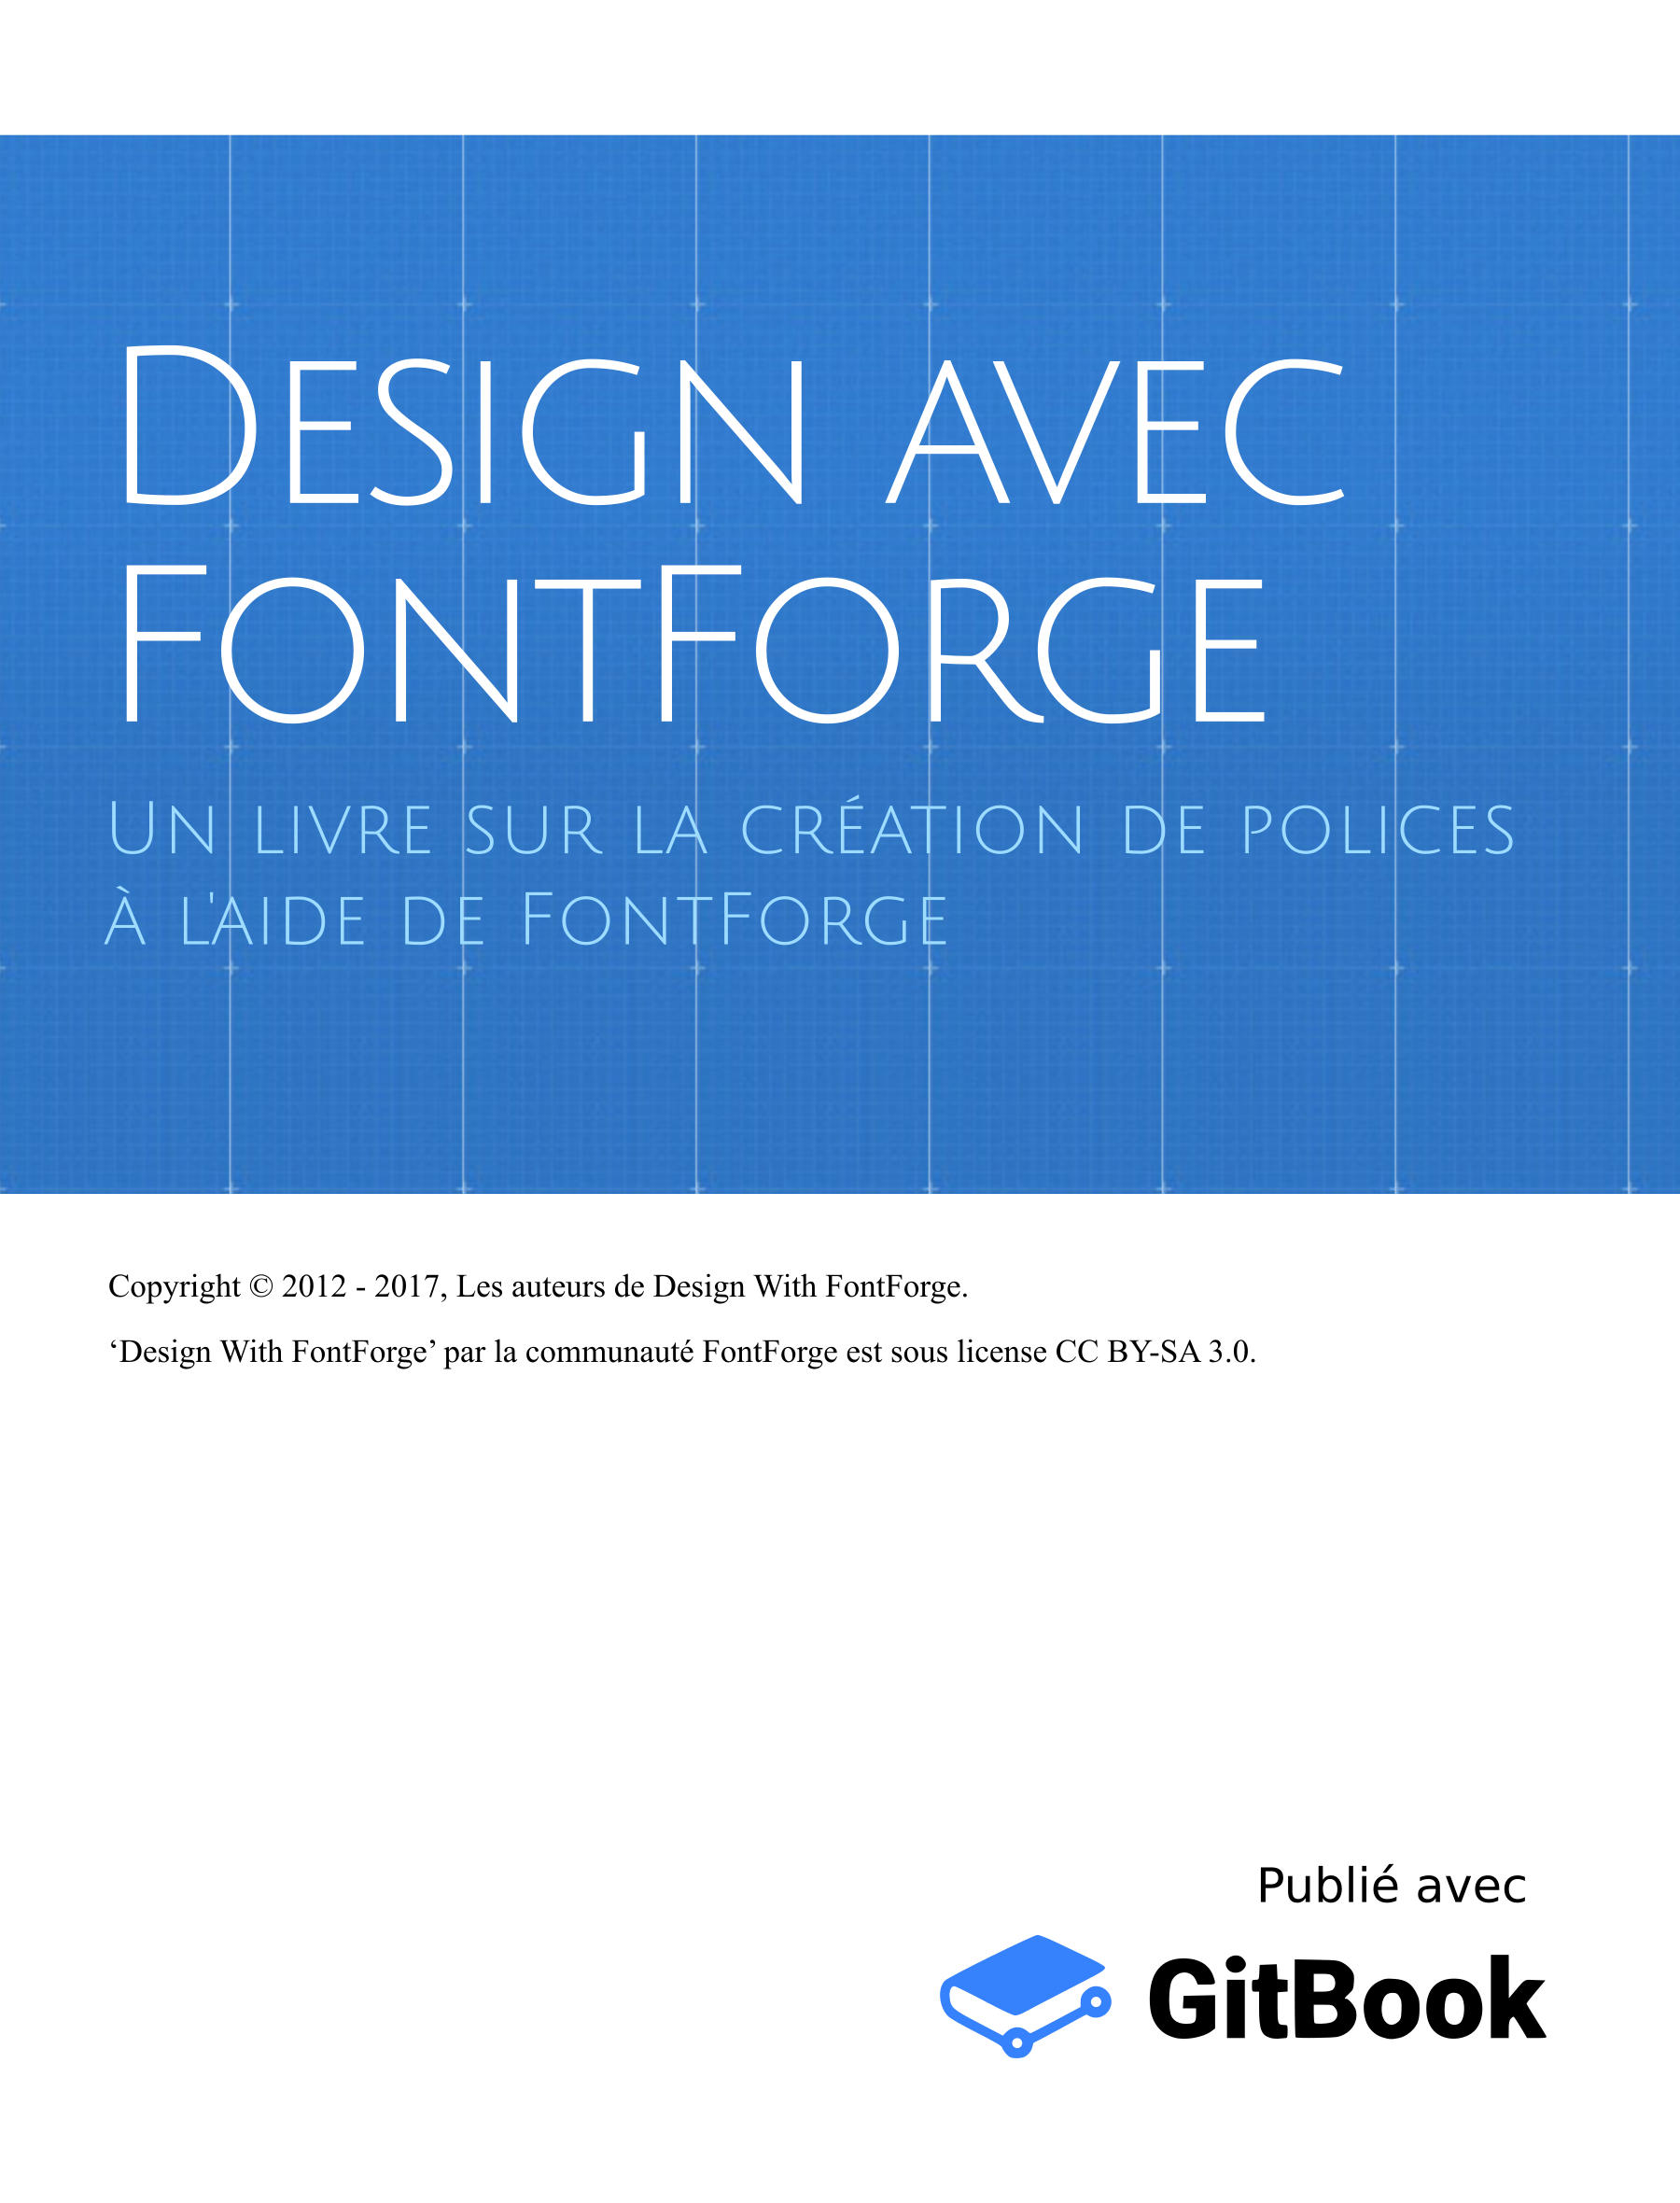 Design avec
FontForge
Un livre sur la création de polices
à l'aide de FontForge
Copyright © 2012 - 2017, Les auteurs de Design With FontForge.
‘Design With FontForge’ par la communauté FontForge est sous license CC BY-SA 3.0.
Publié avec
GitBook